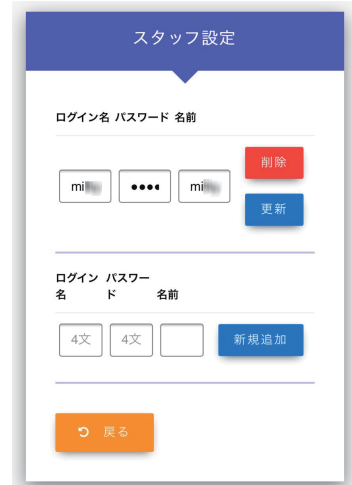 スタッフ設定
ログイン名 パスワード 名前
削除
mi ●●●● mi
更新
ログイン パスワー
名 ド 名前
4文 4文 新規追加
戻る